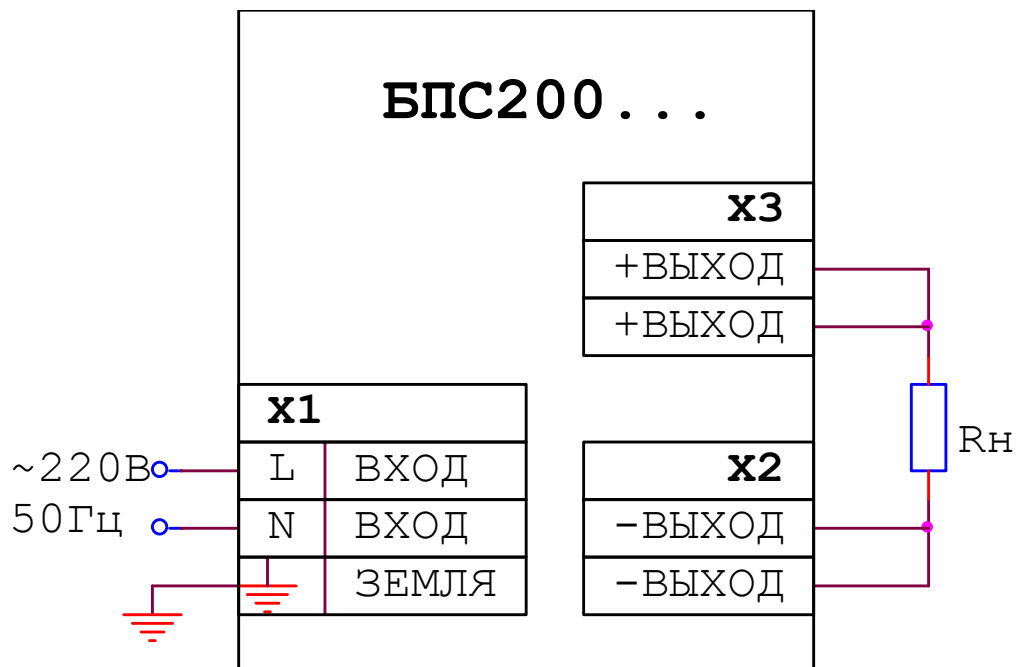 БПС200...
X3
+ВЫХОД
+ВЫХОД
X1
~220В L ВХОД
50Гц N ВХОД
ЗЕМЛЯ
X2
-ВЫХОД
-ВЫХОД
Rн